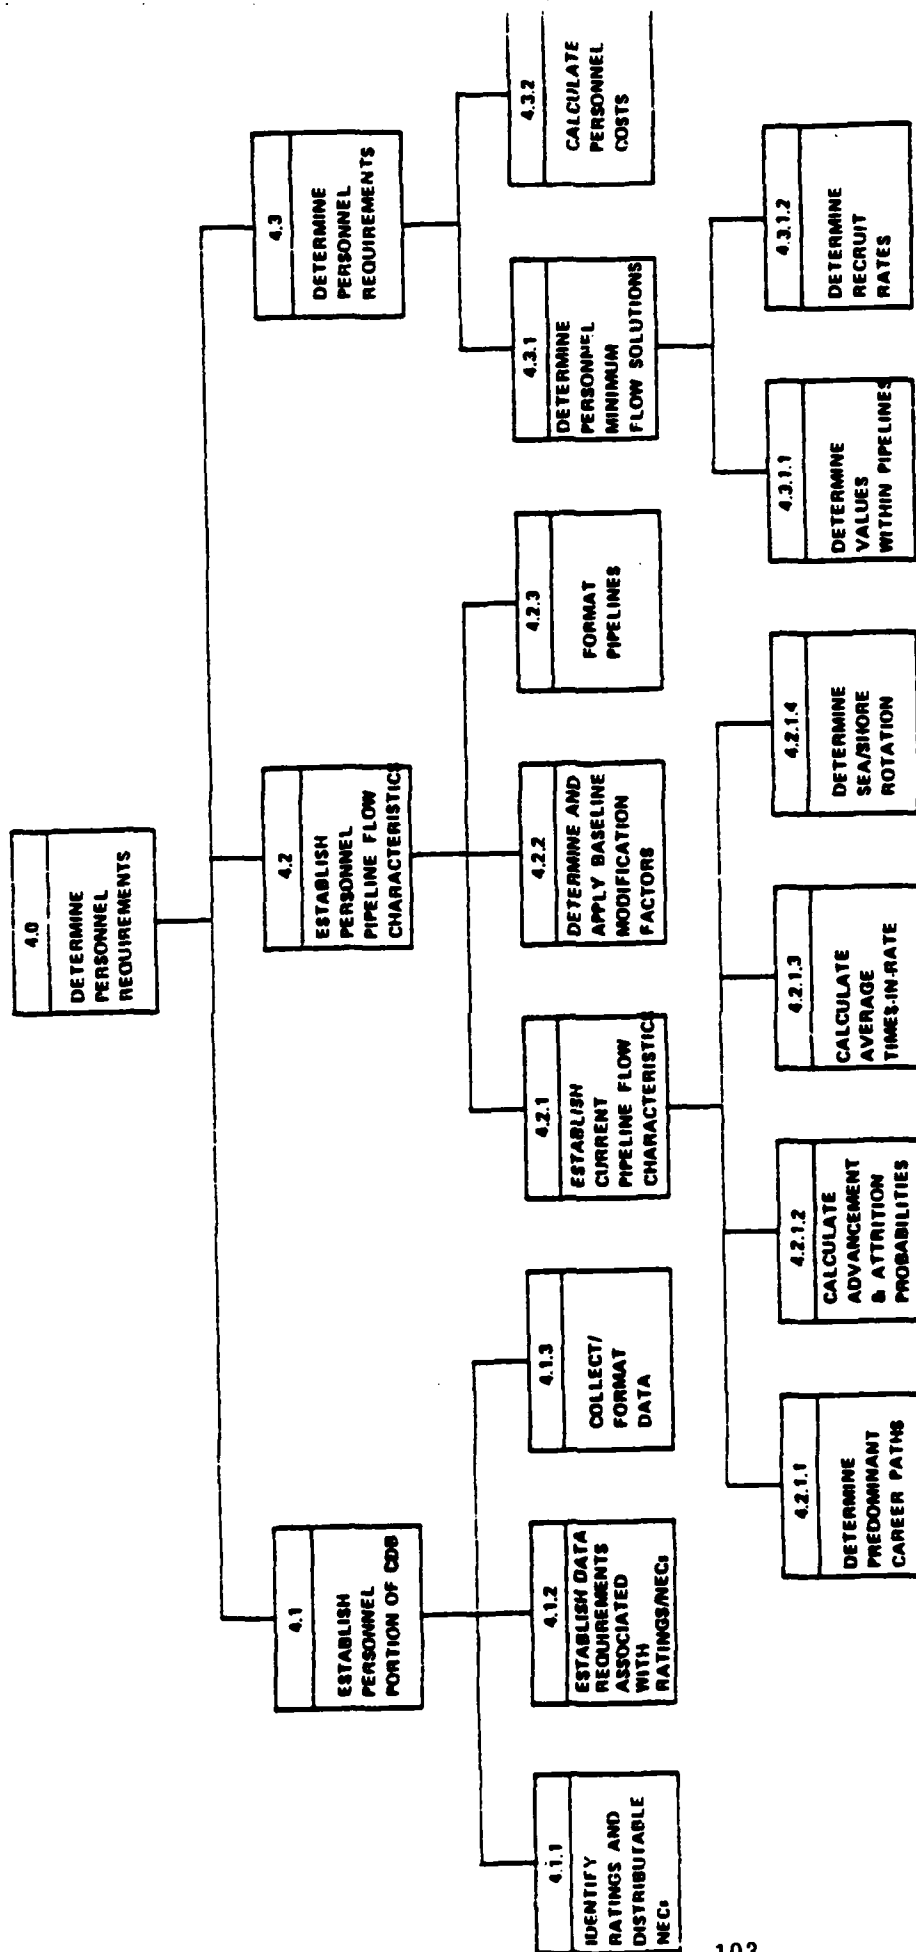 4.0
DETERMINE
PERSONNEL
REQUIREMENTS
4.1
ESTABLISH
PERSONNEL
PORTION OF CDB
4.2
ESTABLISH
PERSONNEL
PIPELINE FLOW
CHARACTERISTICS
4.3
DETERMINE
PERSONNEL
REQUIREMENTS
4.1.1
IDENTIFY
RATINGS AND
DISTRIBUTABLE
NECs
4.1.2
ESTABLISH DATA
REQUIREMENTS
ASSOCIATED
WITH
RATINGS/NECs
4.1.3
COLLECT/
FORMAT
DATA
4.2.1
ESTABLISH
CURRENT
PIPELINE FLOW
CHARACTERISTICS
4.2.2
DETERMINE AND
APPLY BASELINE
MODIFICATION
FACTORS
4.2.3
FORMAT
PIPELINES
4.3.1
DETERMINE
PERSONNEL
MINIMUM
FLOW SOLUTIONS
4.3.2
CALCULATE
PERSONNEL
COSTS
4.2.1.1
DETERMINE
PREDOMINANT
CAREER PATHS
4.2.1.2
CALCULATE
ADVANCEMENT
& ATTRITION
PROBABILITIES
4.2.1.3
CALCULATE
AVERAGE
TIMES-IN-RATE
4.2.1.4
DETERMINE
SEA/SHORE
ROTATION
4.3.1.1
DETERMINE
VALUES
WITHIN PIPELINES
4.3.1.2
DETERMINE
RECRUIT
RATES